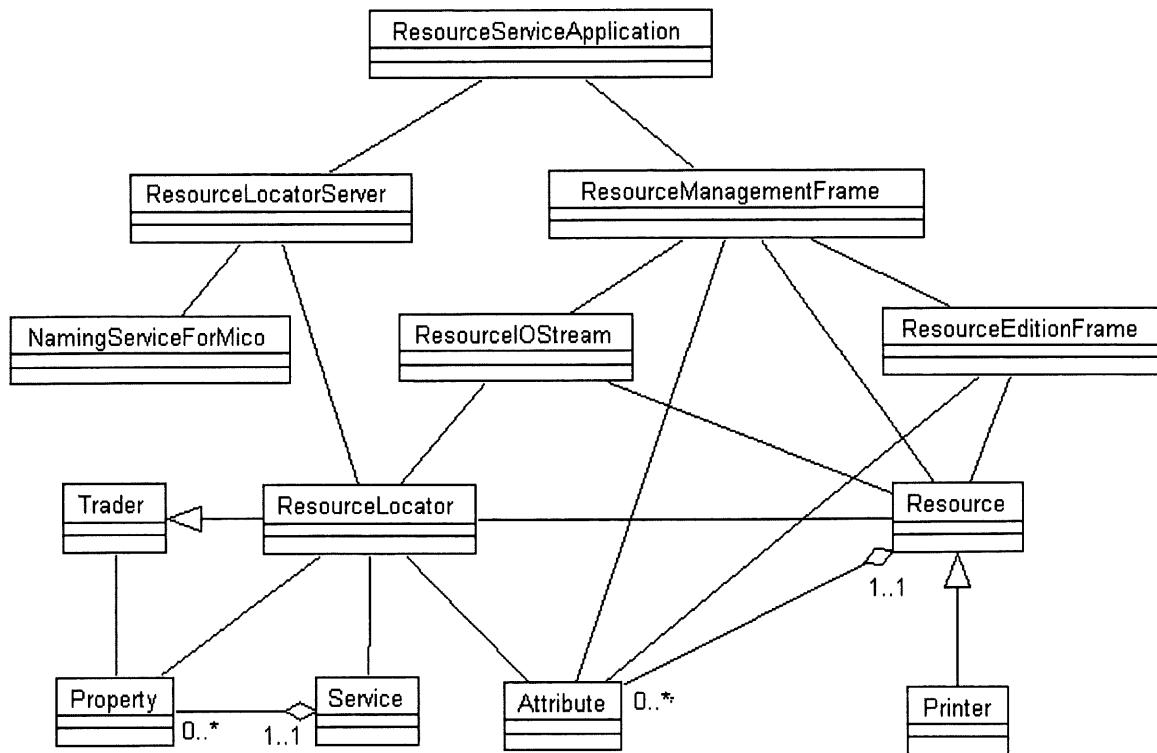 ResourceServiceApplication
ResourceLocatorServer
ResourceManagementFrame
NamingServiceForMico
ResourceIOStream
ResourceEditionFrame
Trader
ResourceLocator
Resource
1..1
Property
0..*
1..1
Service
Attribute
0..*
Printer